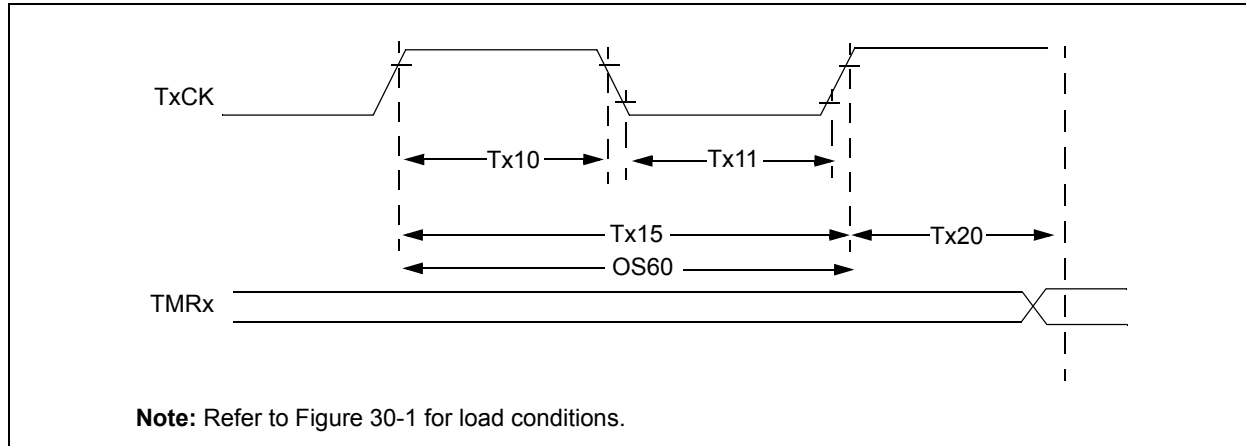 TxCK
Tx10
Tx11
Tx15
Tx20
OS60
TMRx
Note: Refer to Figure 30-1 for load conditions.